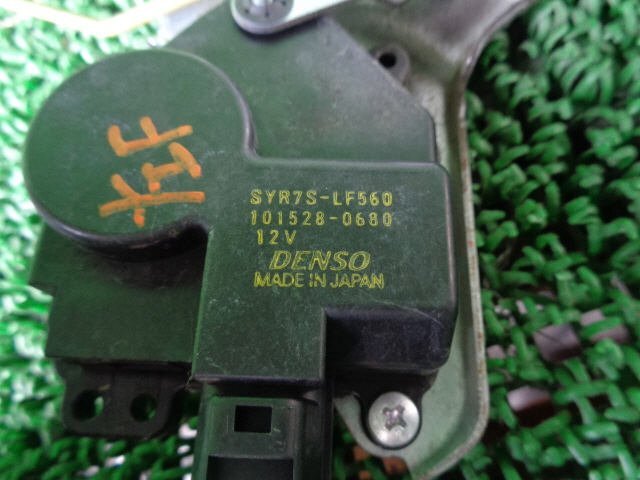 SYR7S-LF560
101528-0680
12V
DENSO
MADE IN JAPAN